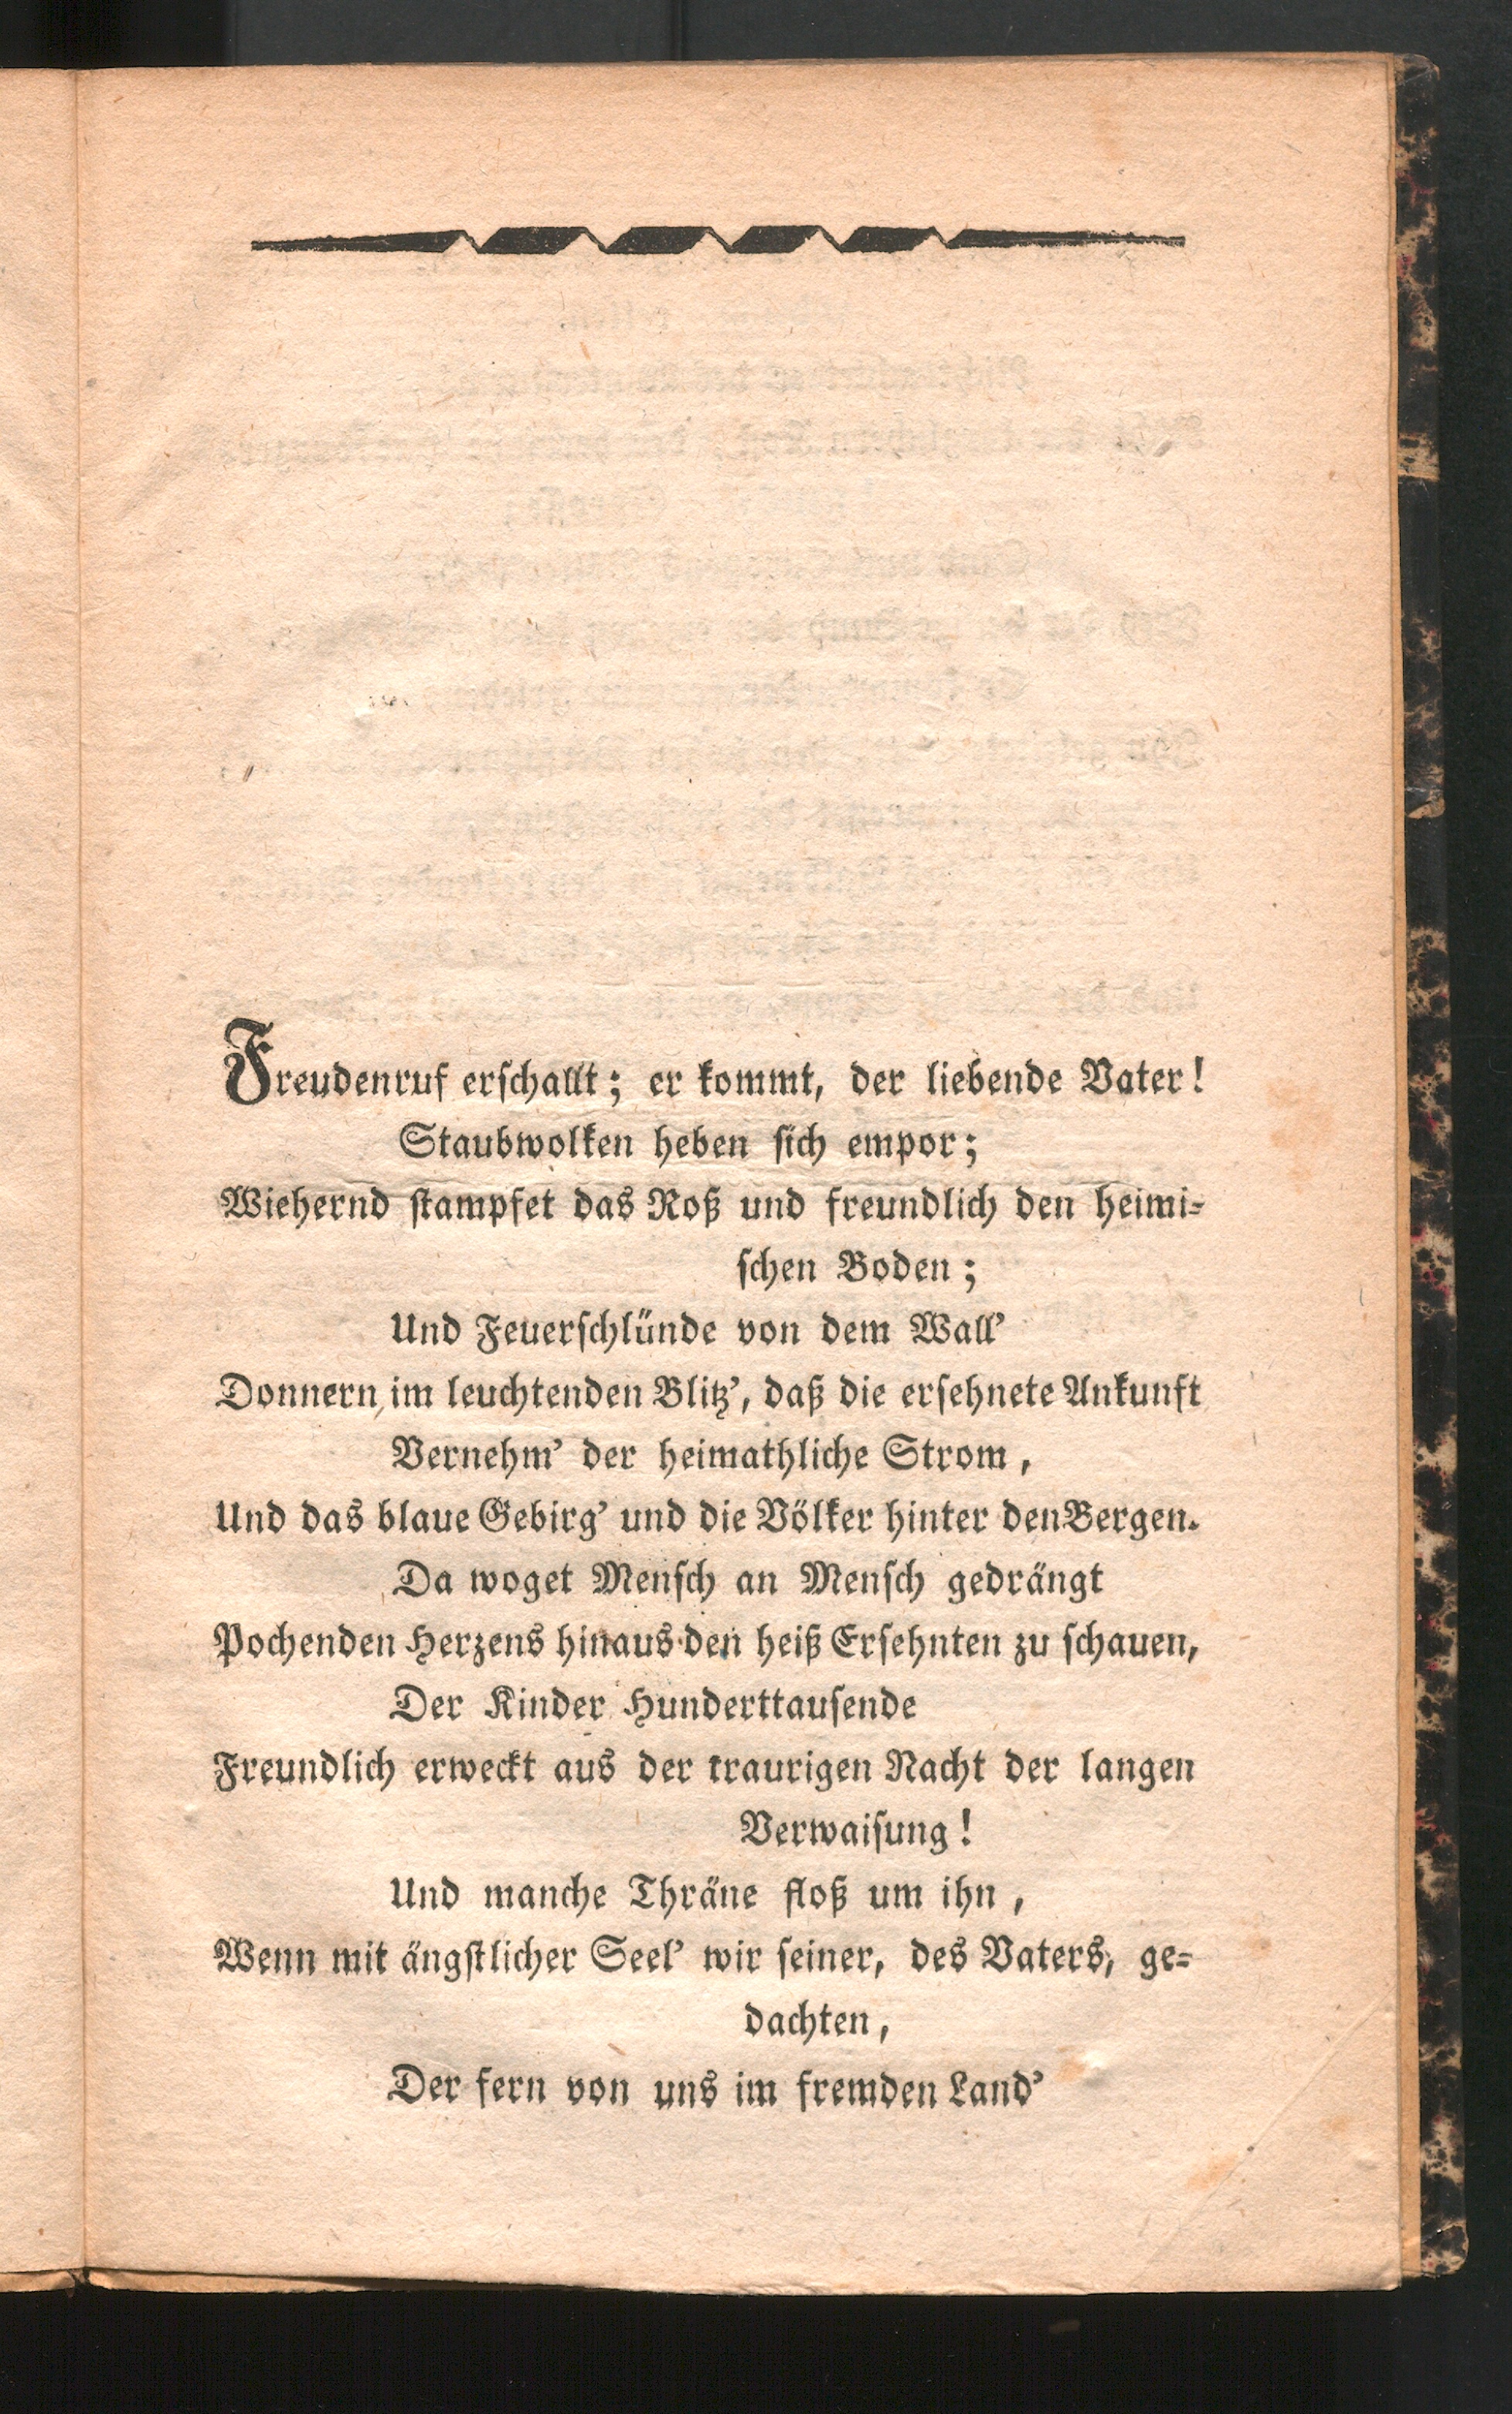 Freudenruf erschallt; er kommt, der liebende Vater!
Staubwolken heben sich empor;
Wiehernd stampfet das Roß und freundlich den heimi-
schen Boden;
Und Feuerschlünde von dem Wall'
Donnern, im leuchtenden Blitz', daß die ersehnete Ankunft
Vernehm' der heimathliche Strom,
Und das blaue Gebirg' und die Völker hinter den Bergen.
Da woget Mensch an Mensch gedrängt
Pochenden Herzens hinaus den heiß Ersehnten zu schauen,
Der Kinder Hunderttausende
Freundlich erweckt aus der traurigen Nacht der langen
Verwaisung!
Und manche Thräne floß um ihn,
Wenn mit ängstlicher Seel' wir seiner, des Vaters, ge-
dachten,
Der fern von uns im fremden Land'